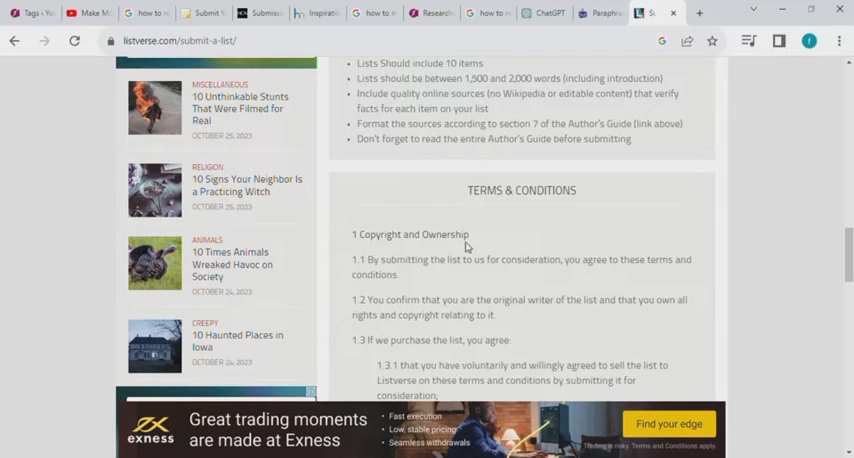 Tags ‹ Yo
Make Mo
how to re
Submit Y
Submiss
Inspiratio
how to m
Research
how to re
ChatGPT
Paraphra
Su
listverse.com/submit-a-list/
f
MISCELLANEOUS
10 Unthinkable Stunts
That Were Filmed for
Real
OCTOBER 25, 2023
RELIGION
10 Signs Your Neighbor Is
a Practicing Witch
OCTOBER 25, 2023
ANIMALS
10 Times Animals
Wreaked Havoc on
Society
OCTOBER 24, 2023
CREEPY
10 Haunted Places in
Iowa
OCTOBER 24, 2023
• Lists Should include 10 items
• Lists should be between 1,500 and 2,000 words (including introduction)
• Include quality online sources (no Wikipedia or editable content) that verify
facts for each item on your list
• Format the sources according to section 7 of the Author's Guide (link above)
• Don't forget to read the entire Author's Guide before submitting
TERMS & CONDITIONS
1 Copyright and Ownership
1.1 By submitting the list to us for consideration, you agree to these terms and
conditions.
1.2 You confirm that you are the original writer of the list and that you own all
rights and copyright relating to it.
1.3 If we purchase the list, you agree:
1.3.1 that you have voluntarily and willingly agreed to sell the list to
Listverse on these terms and conditions by submitting it for
consideration;
exness
Great trading moments
are made at Exness
• Fast execution
• Low, stable pricing
• Seamless withdrawals
Find your edge
Trading is risky. Terms and Conditions apply.